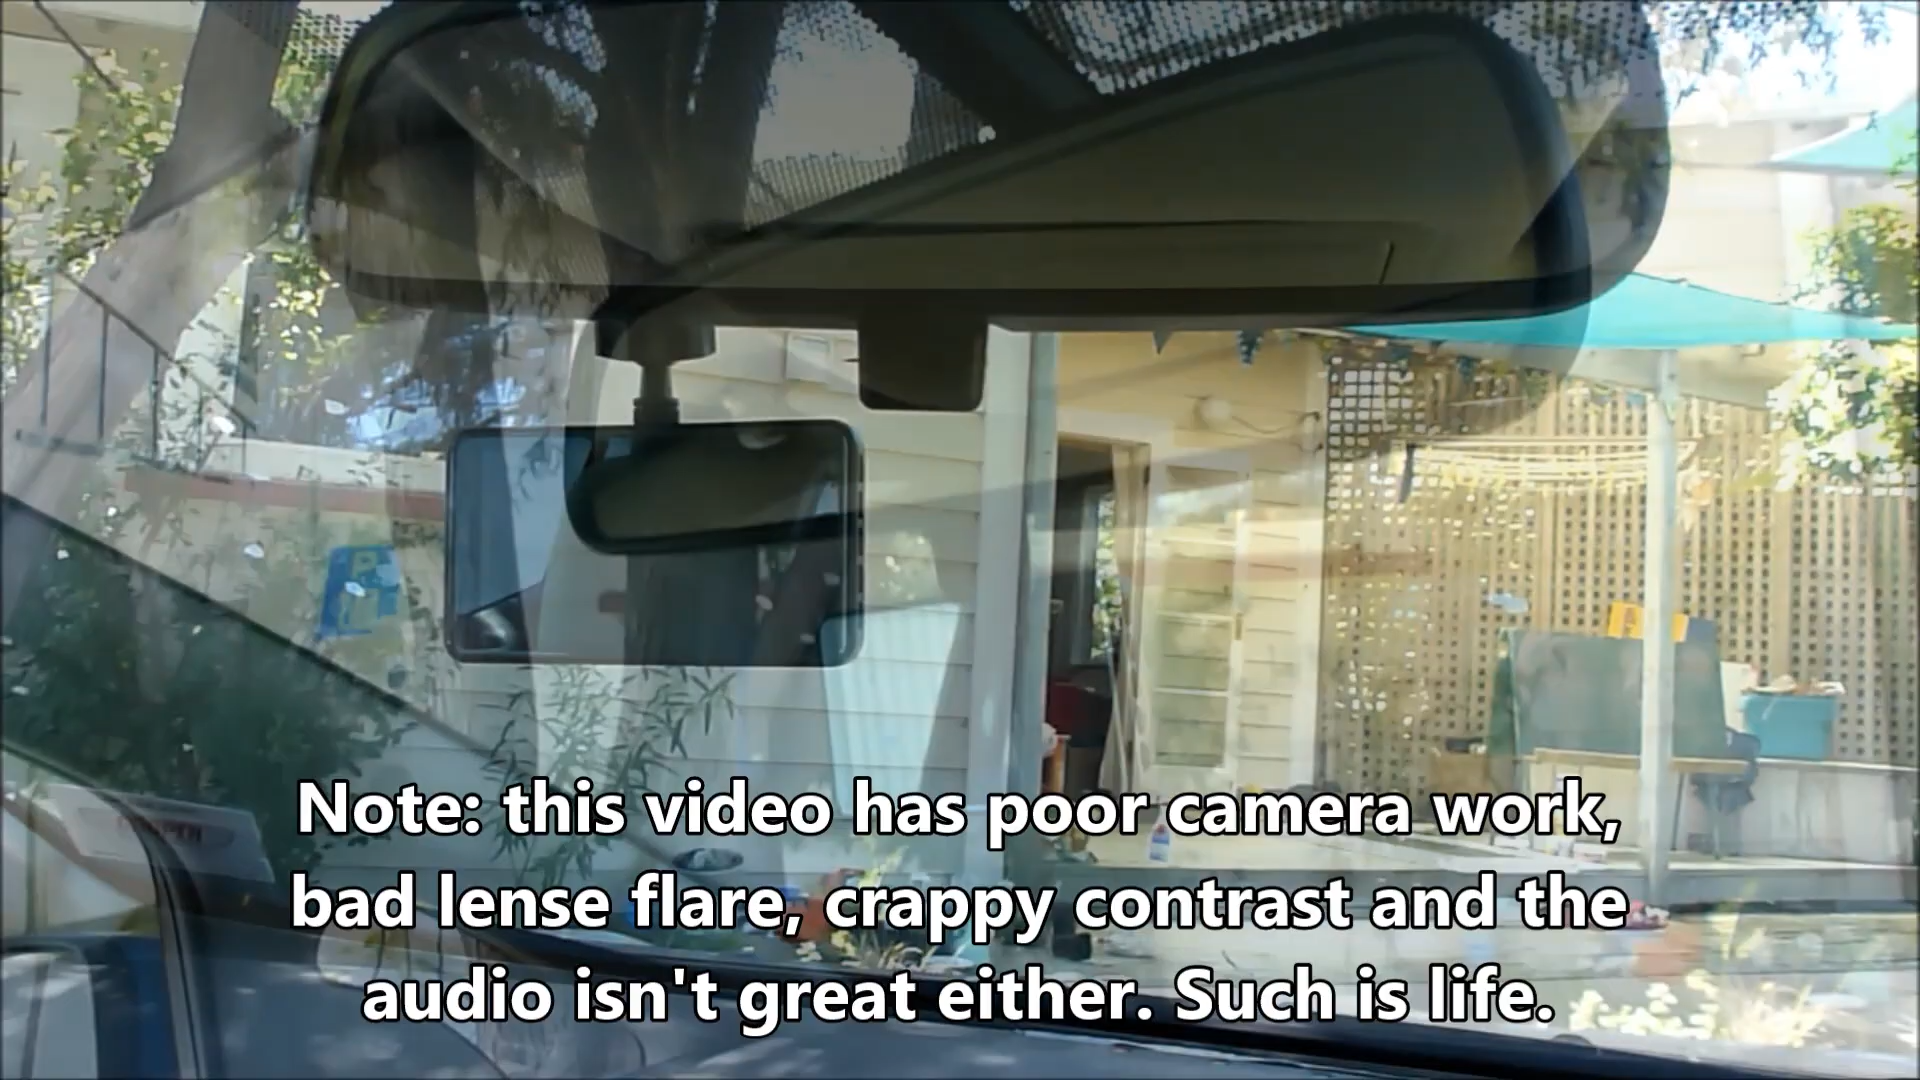 Note: this video has poor camera work,
bad lense flare, crappy contrast and the
audio isn't great either. Such is life.